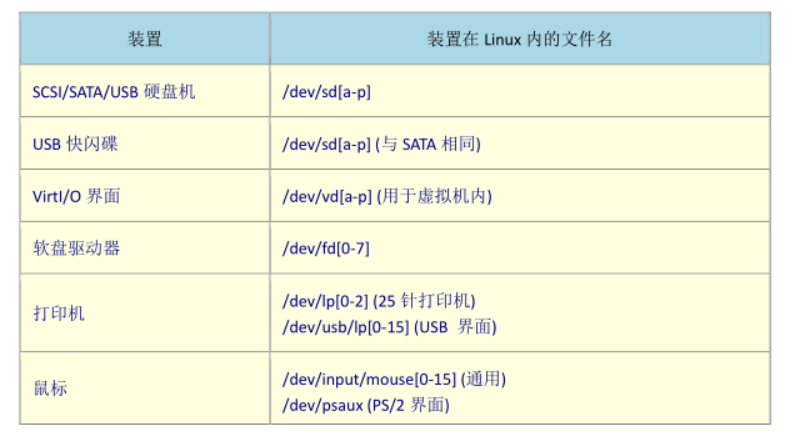 装置 装置在 Linux 内的文件名
SCSI/SATA/USB 硬盘机 /dev/sd[a-p]
USB 快闪碟 /dev/sd[a-p] (与 SATA 相同)
VirtI/O 界面 /dev/vd[a-p] (用于虚拟机内)
软盘驱动器 /dev/fd[0-7]
打印机
/dev/lp[0-2] (25 针打印机)
/dev/usb/lp[0-15] (USB 界面)
鼠标
/dev/input/mouse[0-15] (通用)
/dev/psaux (PS/2 界面)